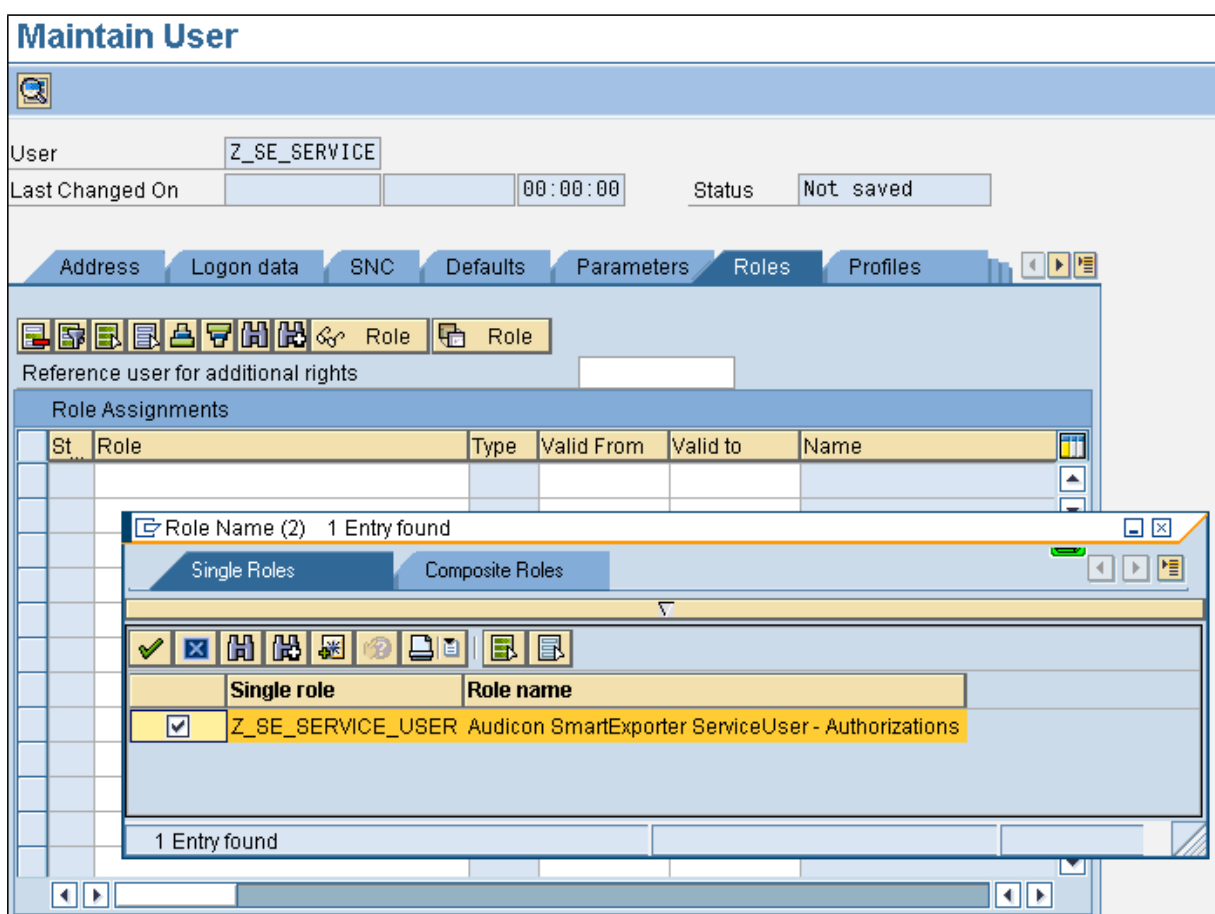 Maintain User
User Z_SE_SERVICE
Last Changed On 00:00:00 Status Not saved
Address Logon data SNC Defaults Parameters Roles Profiles
Role Role
Reference user for additional rights
Role Assignments
St... Role Type Valid From Valid to Name
Role Name (2) 1 Entry found
Single Roles Composite Roles
Single role Role name
Z_SE_SERVICE_USER Audicon SmartExporter ServiceUser - Authorizations
1 Entry found